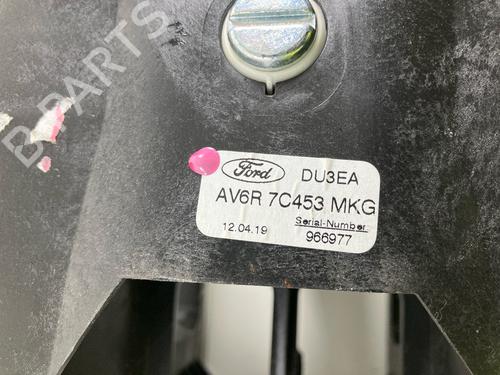 B-PARTS
Ford DU3EA
AV6R 7C453 MKG
12.04.19 Serial-Number
966977